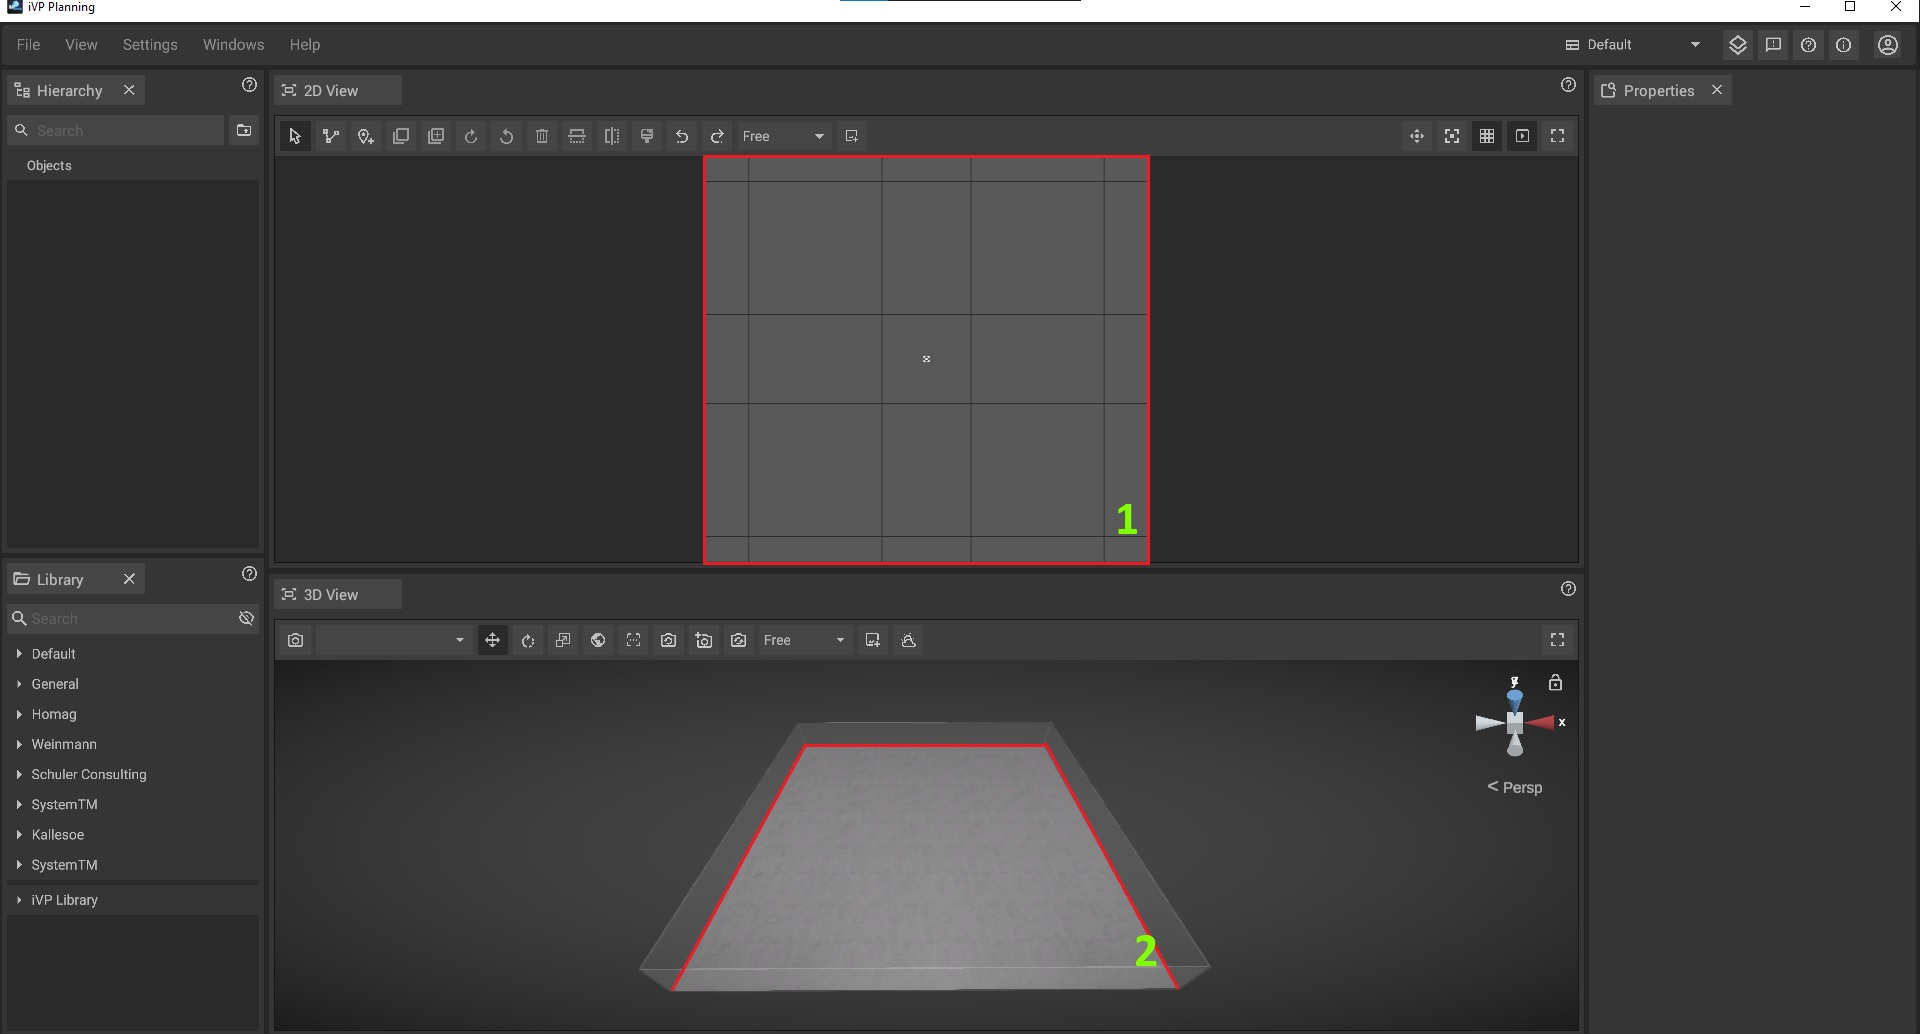 iVP Planning
File View Settings Windows Help Default
Hierarchy
Search
Objects
2D View
Free
1
Properties
Library
Search
Default
General
Homag
Weinmann
Schuler Consulting
SystemTM
Kallesoe
SystemTM
iVP Library
3D View
Free
x
< Persp
2